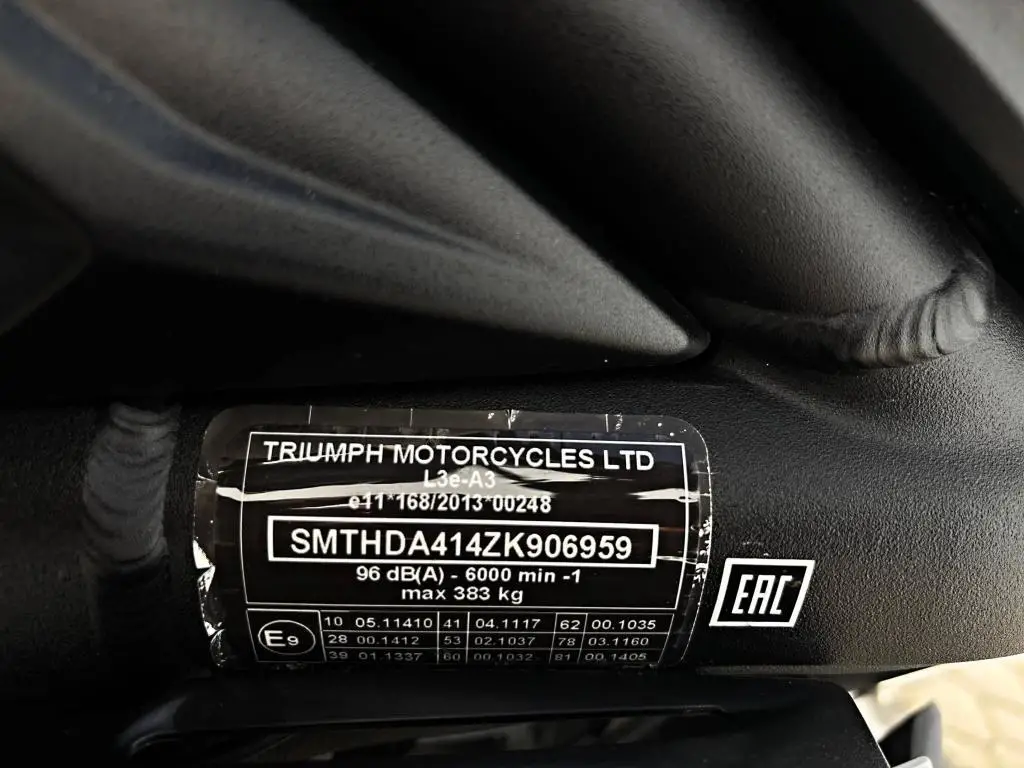 TRIUMPH MOTORCYCLES LTD
L3e-A3
e11*168/2013*00248
SMTHDA414ZK906959
96 dB(A) - 6000 min -1
max 383 kg
E9
10 05.11410 41 04.1117 62 00.1035
28 00.1412 53 02.1037 78 03.1160
39 01.1337 60 00.1032 81 00.1405
EAC